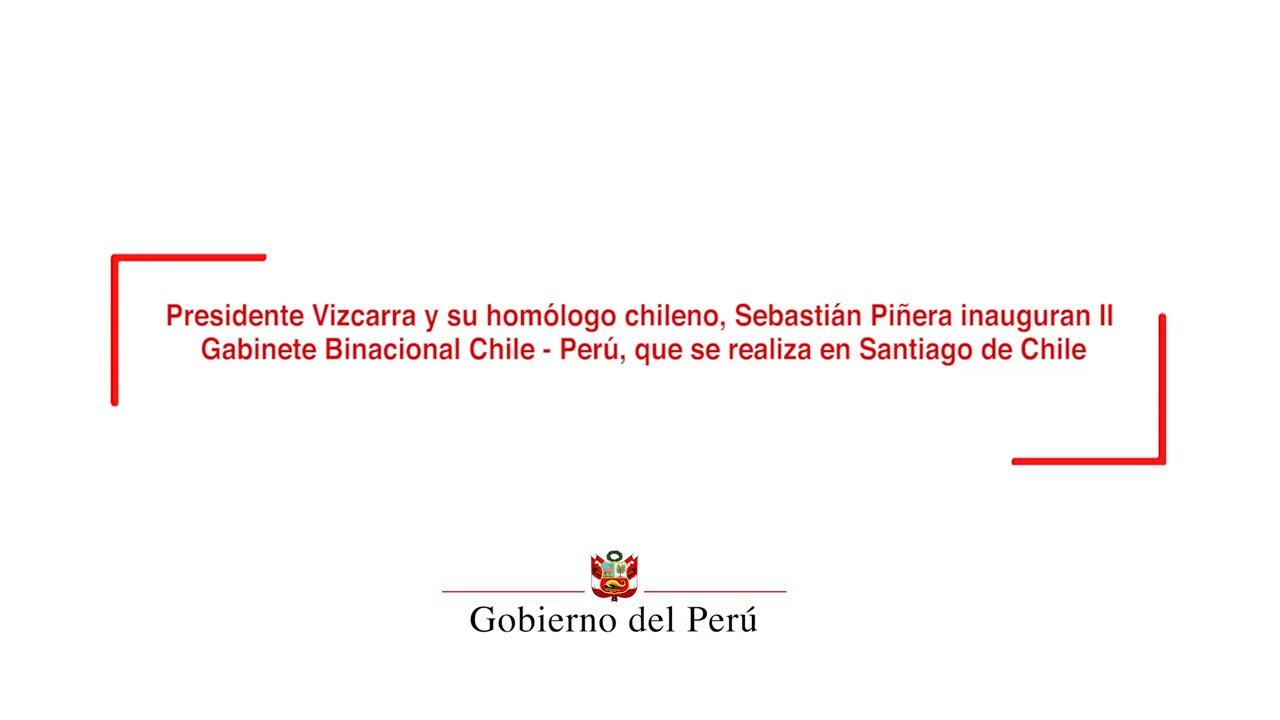 Presidente Vizcarra y su homólogo chileno, Sebastián Piñera inauguran II
Gabinete Binacional Chile - Perú, que se realiza en Santiago de Chile
Gobierno del Perú